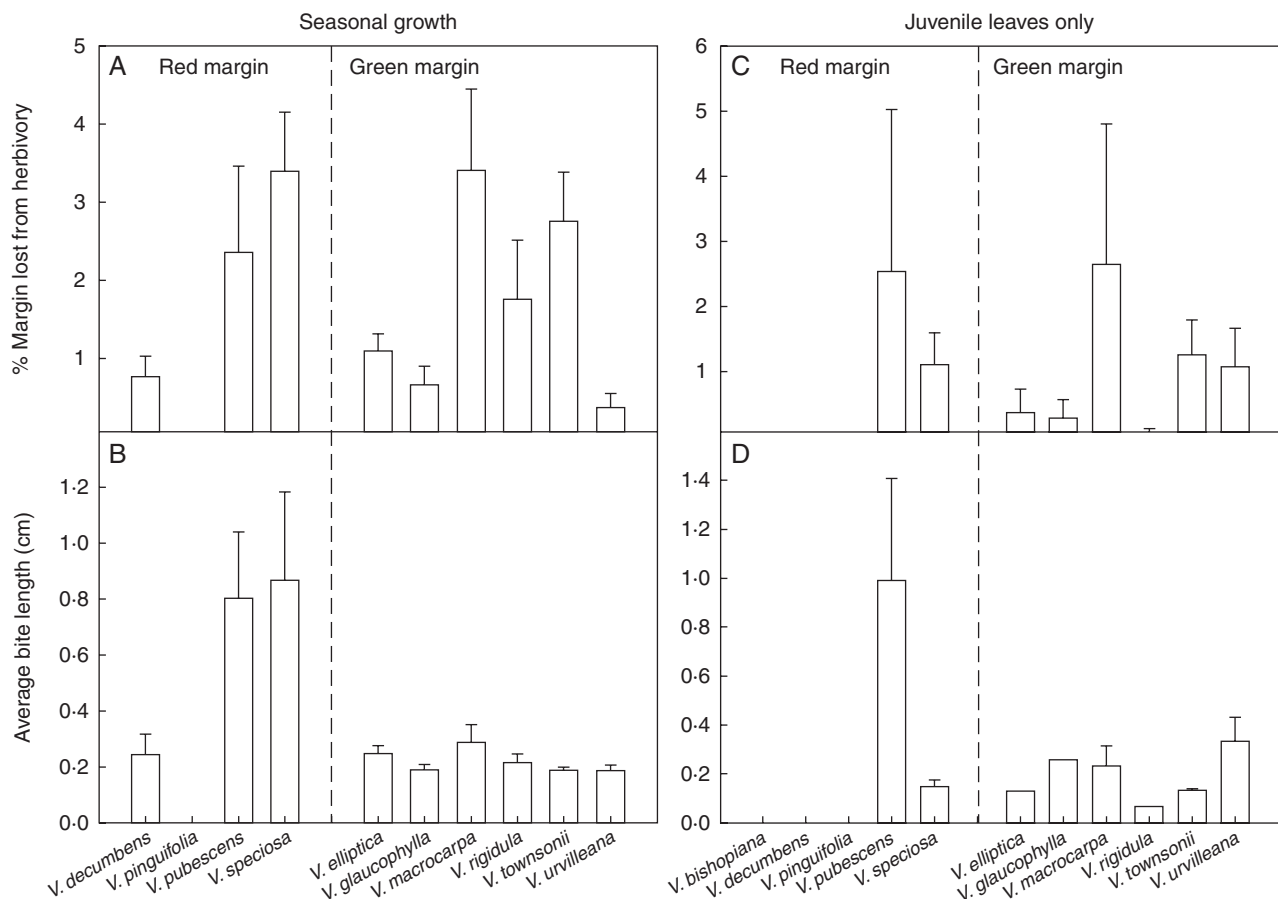 Seasonal growth
Juvenile leaves only
A
Red margin
Green margin
5
4
3
2
1
% Margin lost from herbivory
C
Red margin
Green margin
6
5
4
3
2
1
B
1·2
1·0
0·8
0·6
0·4
0·2
0·0
Average bite length (cm)
V. decumbens
V. pinguifolia
V. pubescens
V. speciosa
V. elliptica
V. glaucophylla
V. macrocarpa
V. rigidula
V. townsonii
V. urvilleana
D
1·4
1·2
1·0
0·8
0·6
0·4
0·2
0·0
V. bishopiana
V. decumbens
V. pinguifolia
V. pubescens
V. speciosa
V. elliptica
V. glaucophylla
V. macrocarpa
V. rigidula
V. townsonii
V. urvilleana